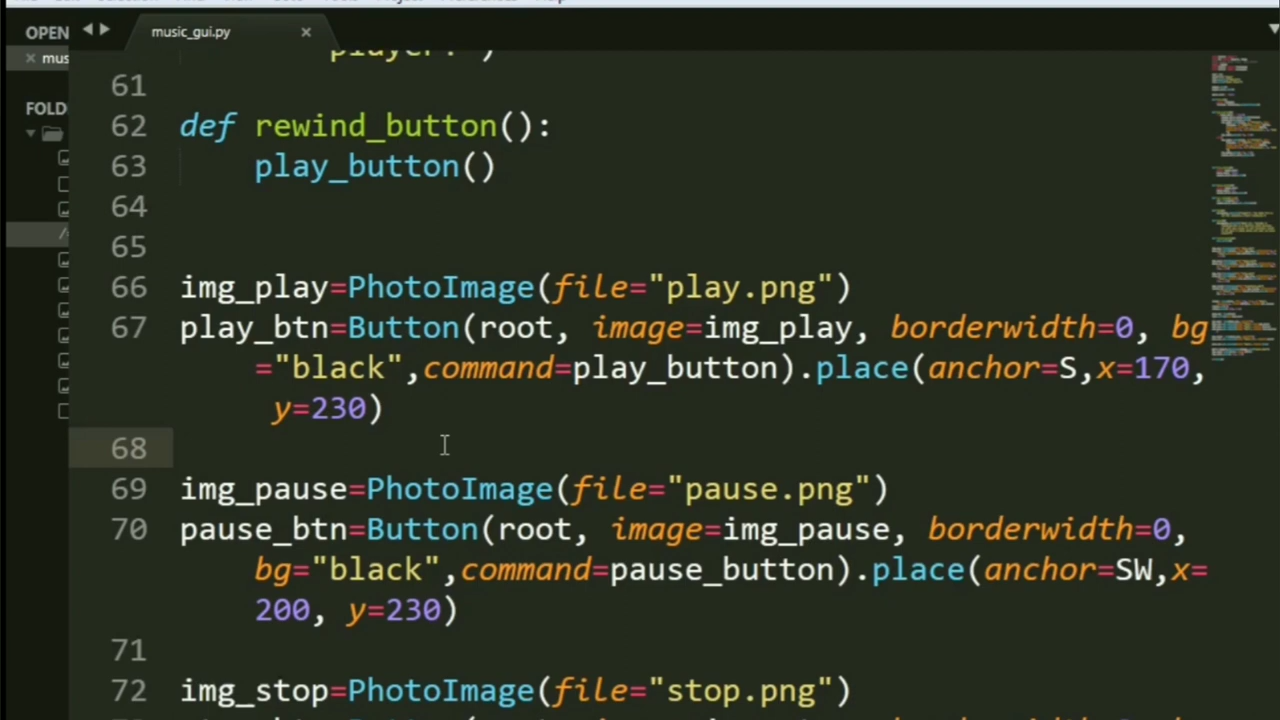 OPEN
music_gui.py
mus
FOLD
player.")
61
62 def rewind_button():
63 play_button()
64
65
66 img_play=PhotoImage(file="play.png")
67 play_btn=Button(root, image=img_play, borderwidth=0, bg
="black",command=play_button).place(anchor=S,x=170,
y=230)
68
69 img_pause=PhotoImage(file="pause.png")
70 pause_btn=Button(root, image=img_pause, borderwidth=0,
bg="black",command=pause_button).place(anchor=SW,x=
200, y=230)
71
72 img_stop=PhotoImage(file="stop.png")